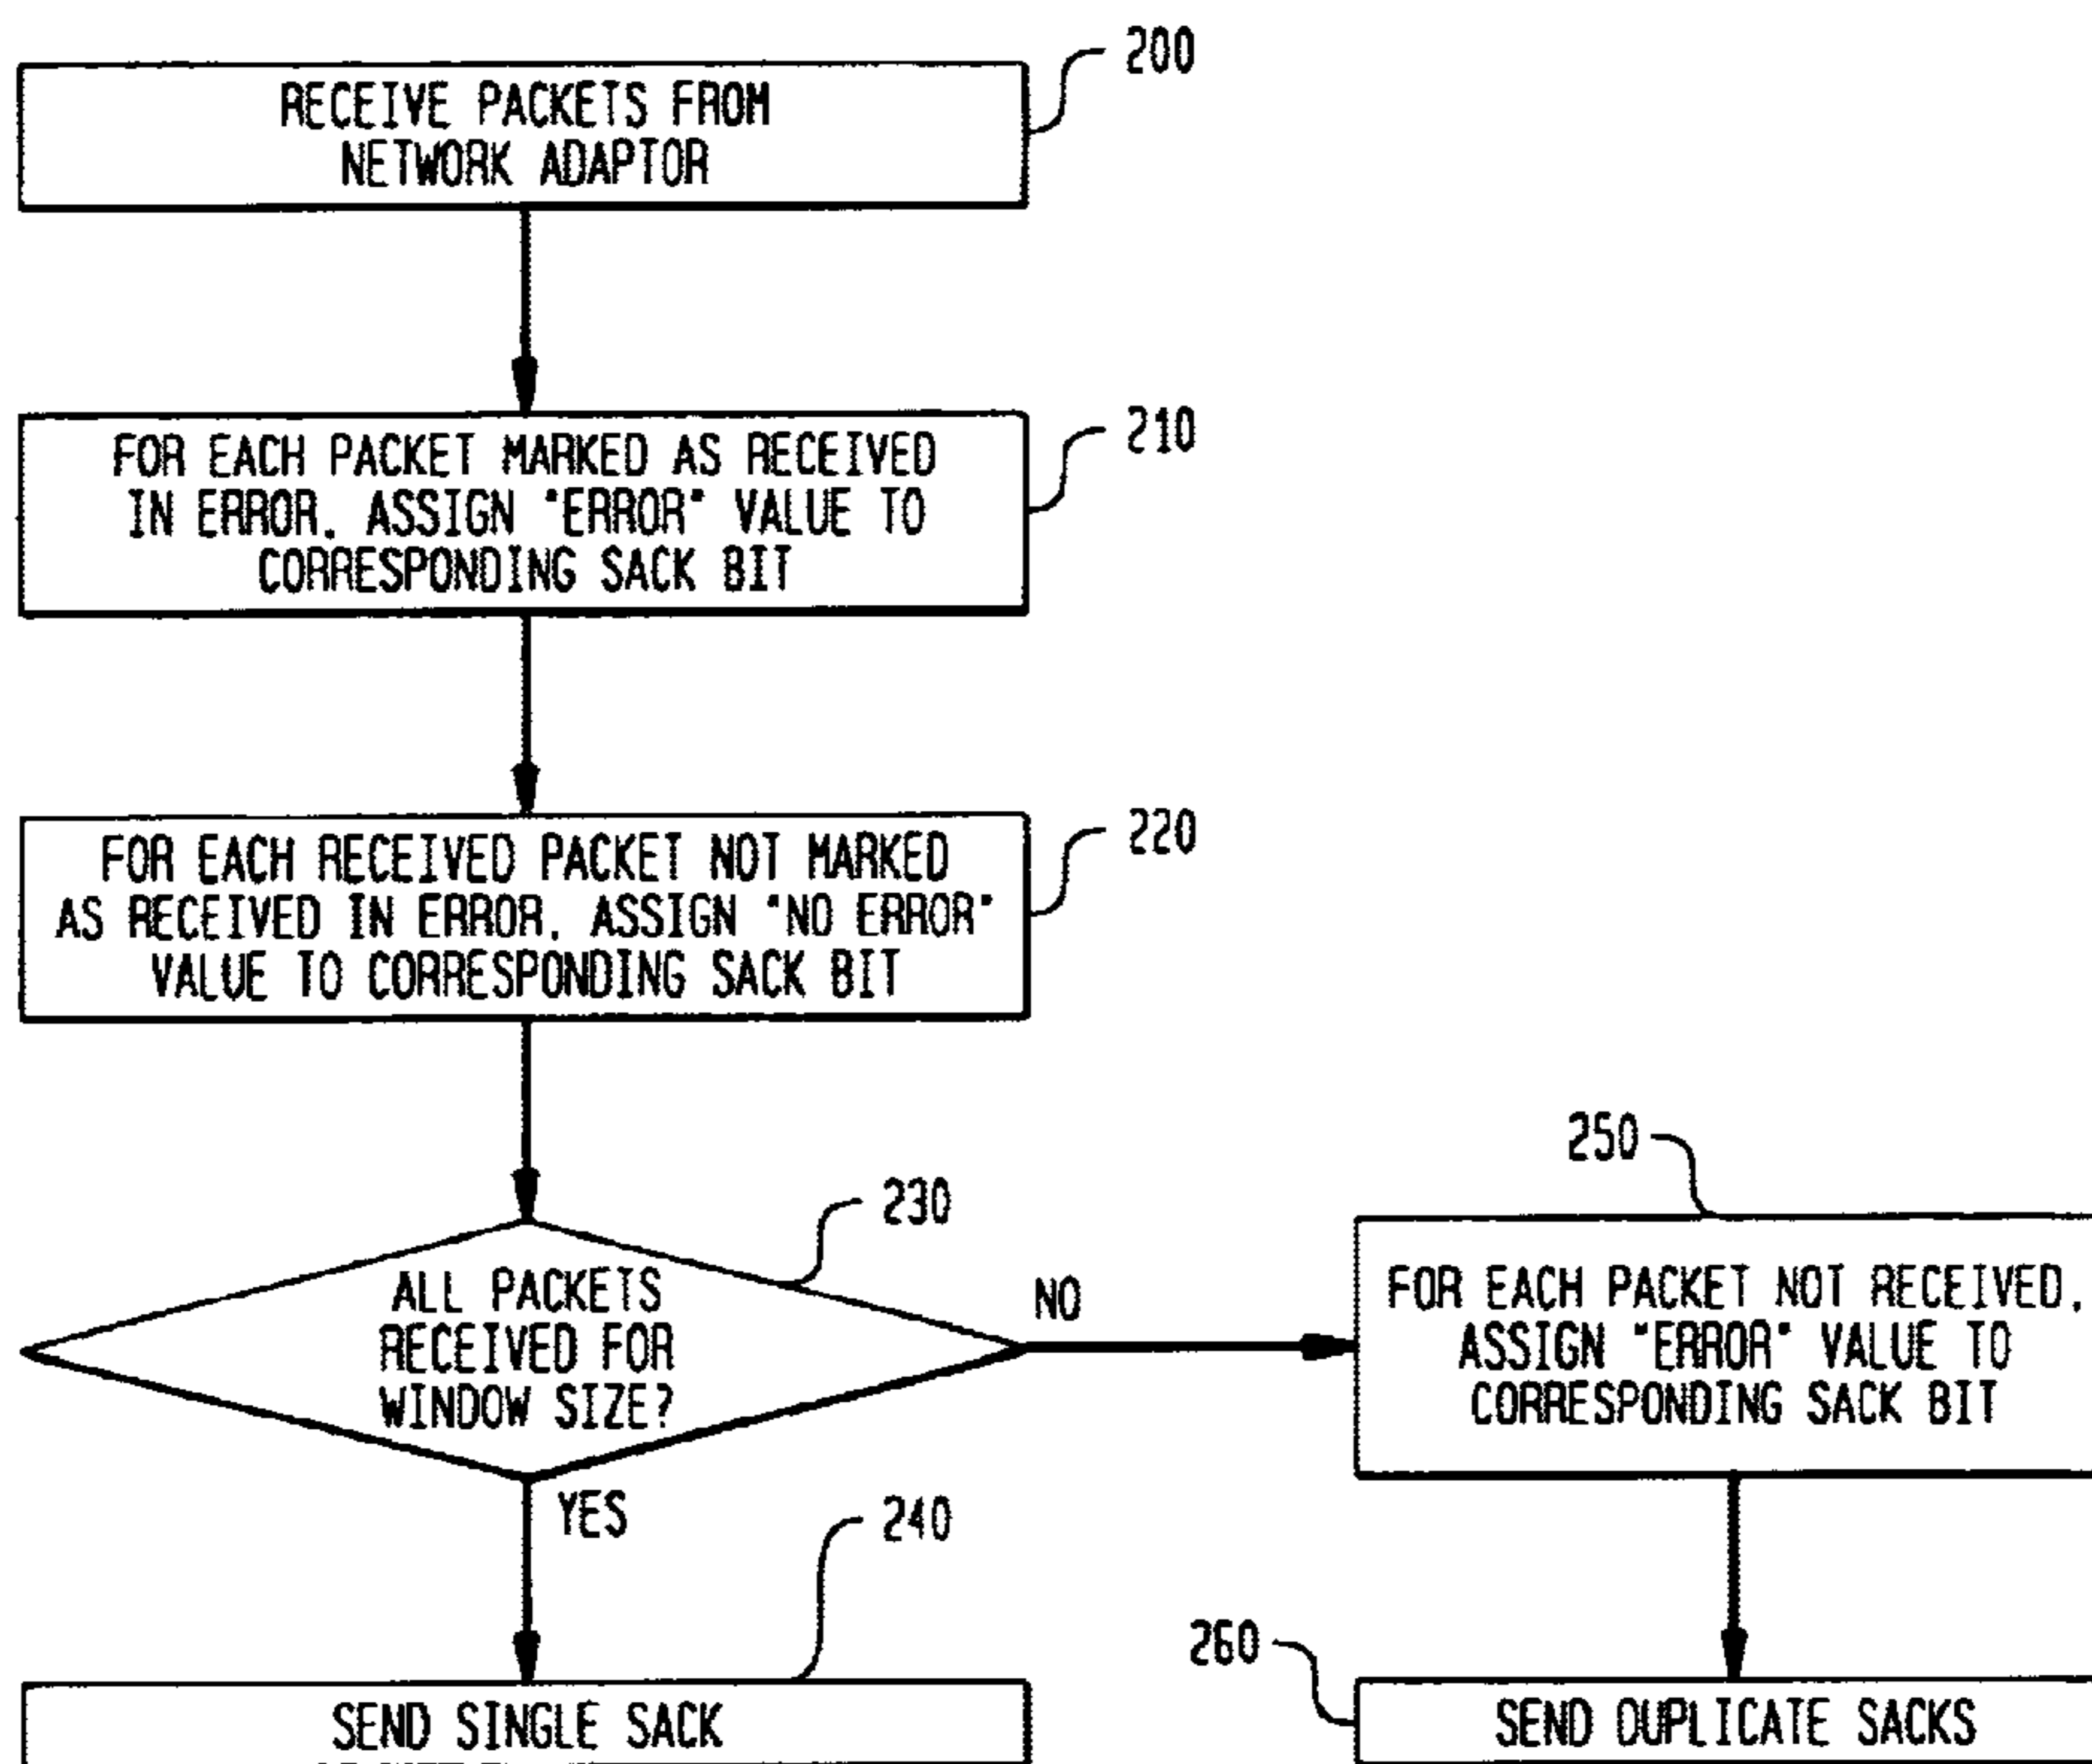 200
RECEIVE PACKETS FROM
NETWORK ADAPTOR
210
FOR EACH PACKET MARKED AS RECEIVED
IN ERROR, ASSIGN "ERROR" VALUE TO
CORRESPONDING SACK BIT
220
FOR EACH RECEIVED PACKET NOT MARKED
AS RECEIVED IN ERROR, ASSIGN "NO ERROR"
VALUE TO CORRESPONDING SACK BIT
230
ALL PACKETS
RECEIVED FOR
WINDOW SIZE?
NO
YES
250
FOR EACH PACKET NOT RECEIVED,
ASSIGN "ERROR" VALUE TO
CORRESPONDING SACK BIT
240
SEND SINGLE SACK
260
SEND DUPLICATE SACKS